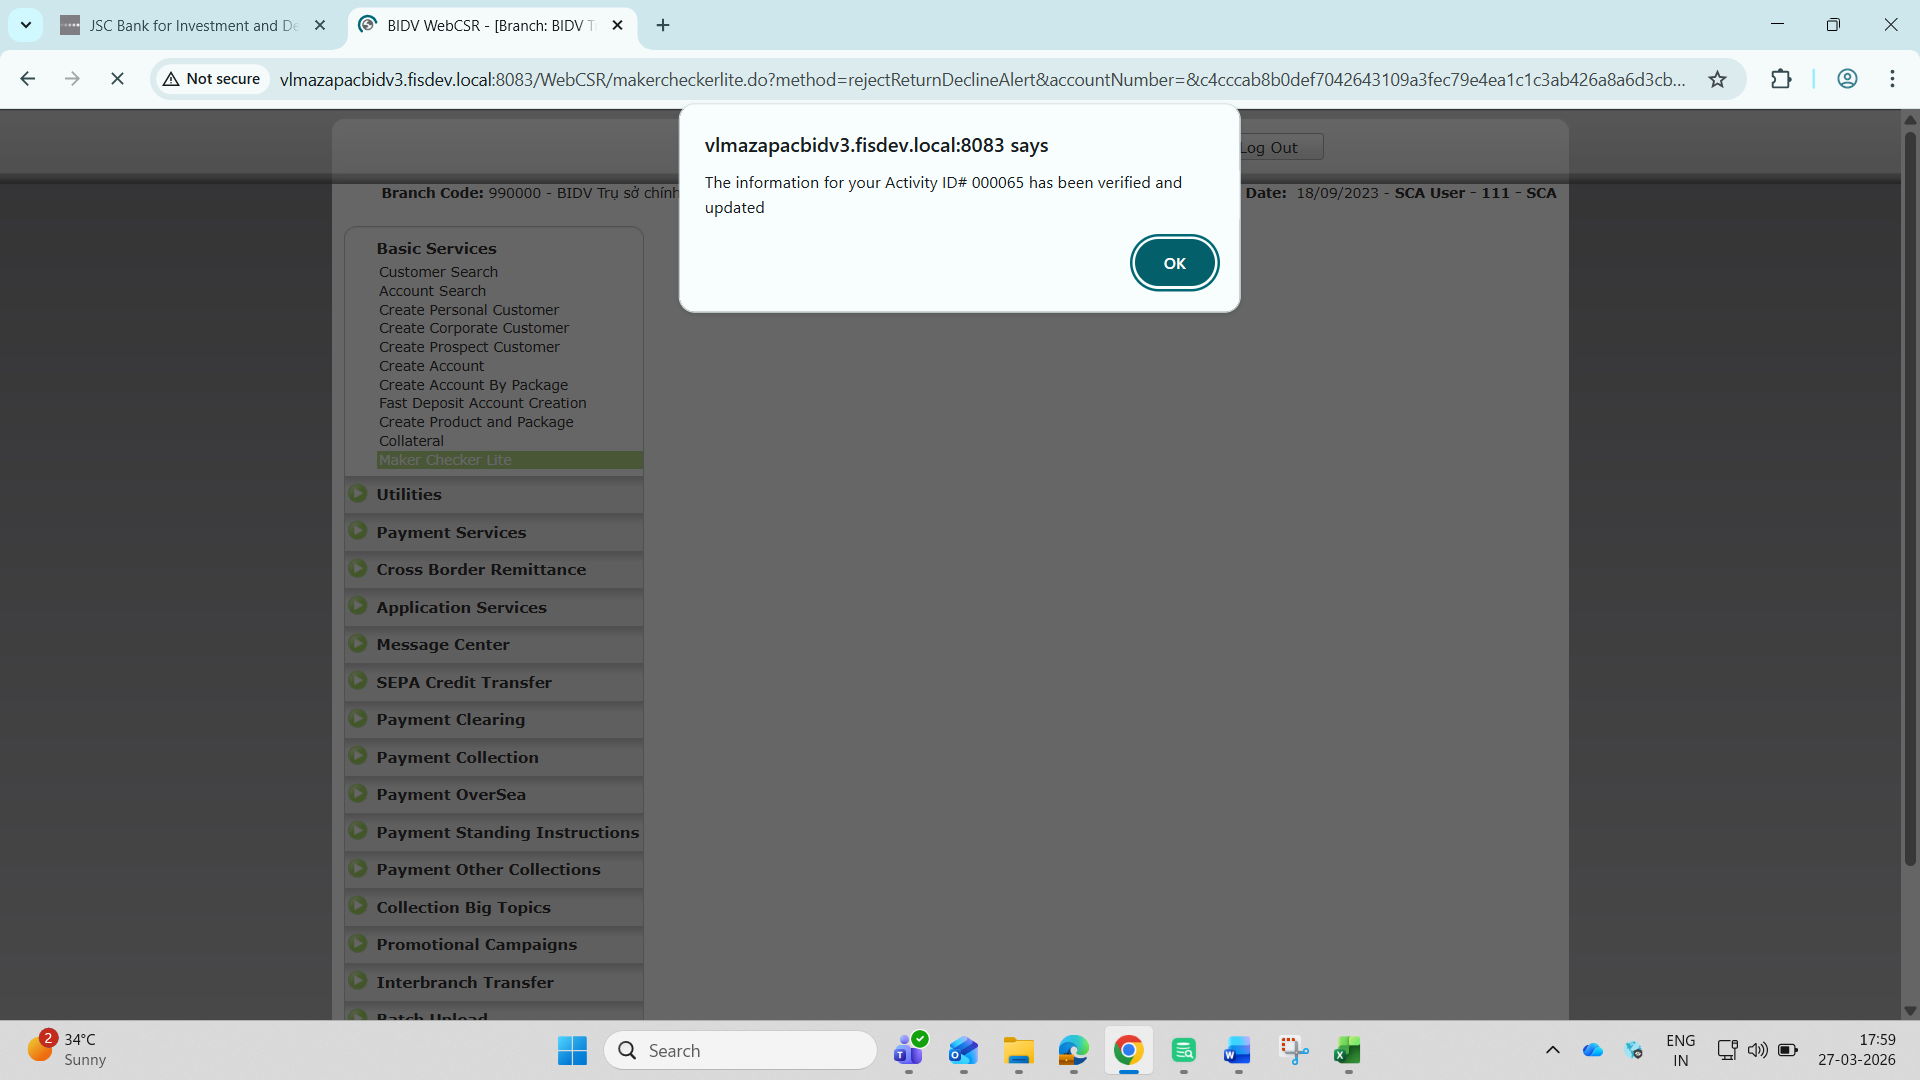 JSC Bank for Investment and De
BIDV WebCSR - [Branch: BIDV T
Not secure
vlmazapacbidv3.fisdev.local:8083/WebCSR/makercheckerlite.do?method=rejectReturnDeclineAlert&accountNumber=&c4cccab8b0def7042643109a3fec79e4ea1c1c3ab426a8a6d3cb...
vlmazapacbidv3.fisdev.local:8083 says
The information for your Activity ID# 000065 has been verified and
updated
OK
Log Out
Branch Code: 990000 - BIDV Trụ sở chính
Date: 18/09/2023 - SCA User - 111 - SCA
Basic Services
Customer Search
Account Search
Create Personal Customer
Create Corporate Customer
Create Prospect Customer
Create Account
Create Account By Package
Fast Deposit Account Creation
Create Product and Package
Collateral
Maker Checker Lite
Utilities
Payment Services
Cross Border Remittance
Application Services
Message Center
SEPA Credit Transfer
Payment Clearing
Payment Collection
Payment OverSea
Payment Standing Instructions
Payment Other Collections
Collection Big Topics
Promotional Campaigns
Interbranch Transfer
Batch Upload
2
34°C
Sunny
Search
ENG
IN
17:59
27-03-2026